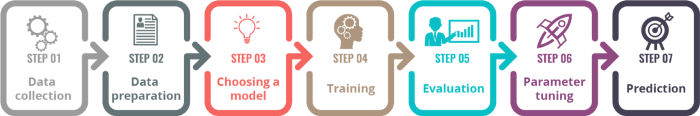 STEP 01
Data
collection
STEP 02
Data
preparation
STEP 03
Choosing a
model
STEP 04
Training
STEP 05
Evaluation
STEP 06
Parameter
tuning
STEP 07
Prediction